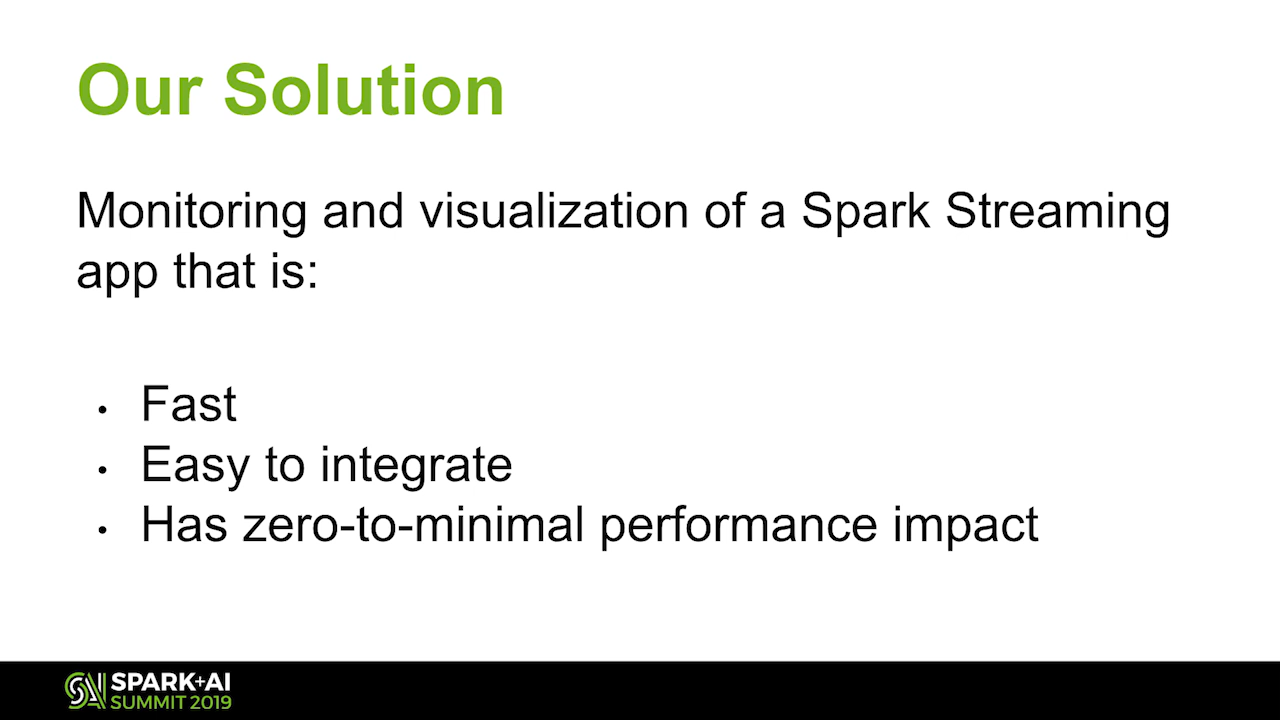 Our Solution
Monitoring and visualization of a Spark Streaming
app that is:
• Fast
• Easy to integrate
• Has zero-to-minimal performance impact
SPARK+AI
SUMMIT 2019